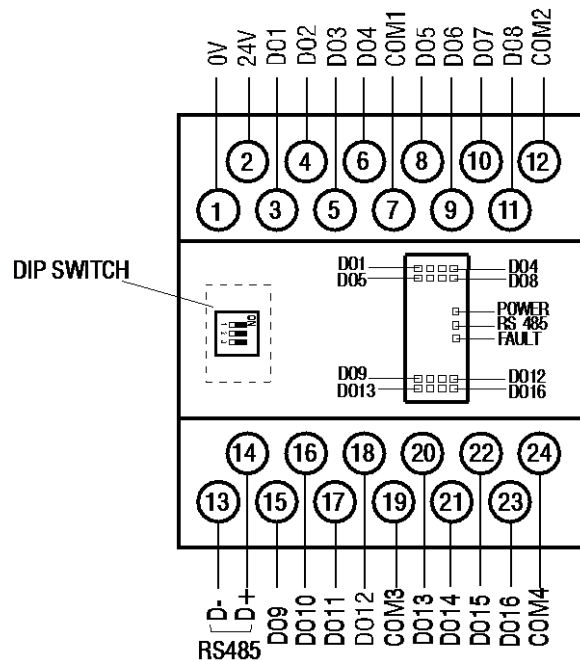 0V 24V DO1 DO2 DO3 DO4 COM1 DO5 DO6 DO7 DO8 COM2
2 4 6 8 10 12
1 3 5 7 9 11
DIP SWITCH
ON
1 2 3
DO1 DO4
DO5 DO8
POWER
RS 485
FAULT
DO9 DO12
DO13 DO16
14 16 18 20 22 24
13 15 17 19 21 23
D- D+ DO9 DO10 DO11 DO12 COM3 DO13 DO14 DO15 DO16 COM4
RS485